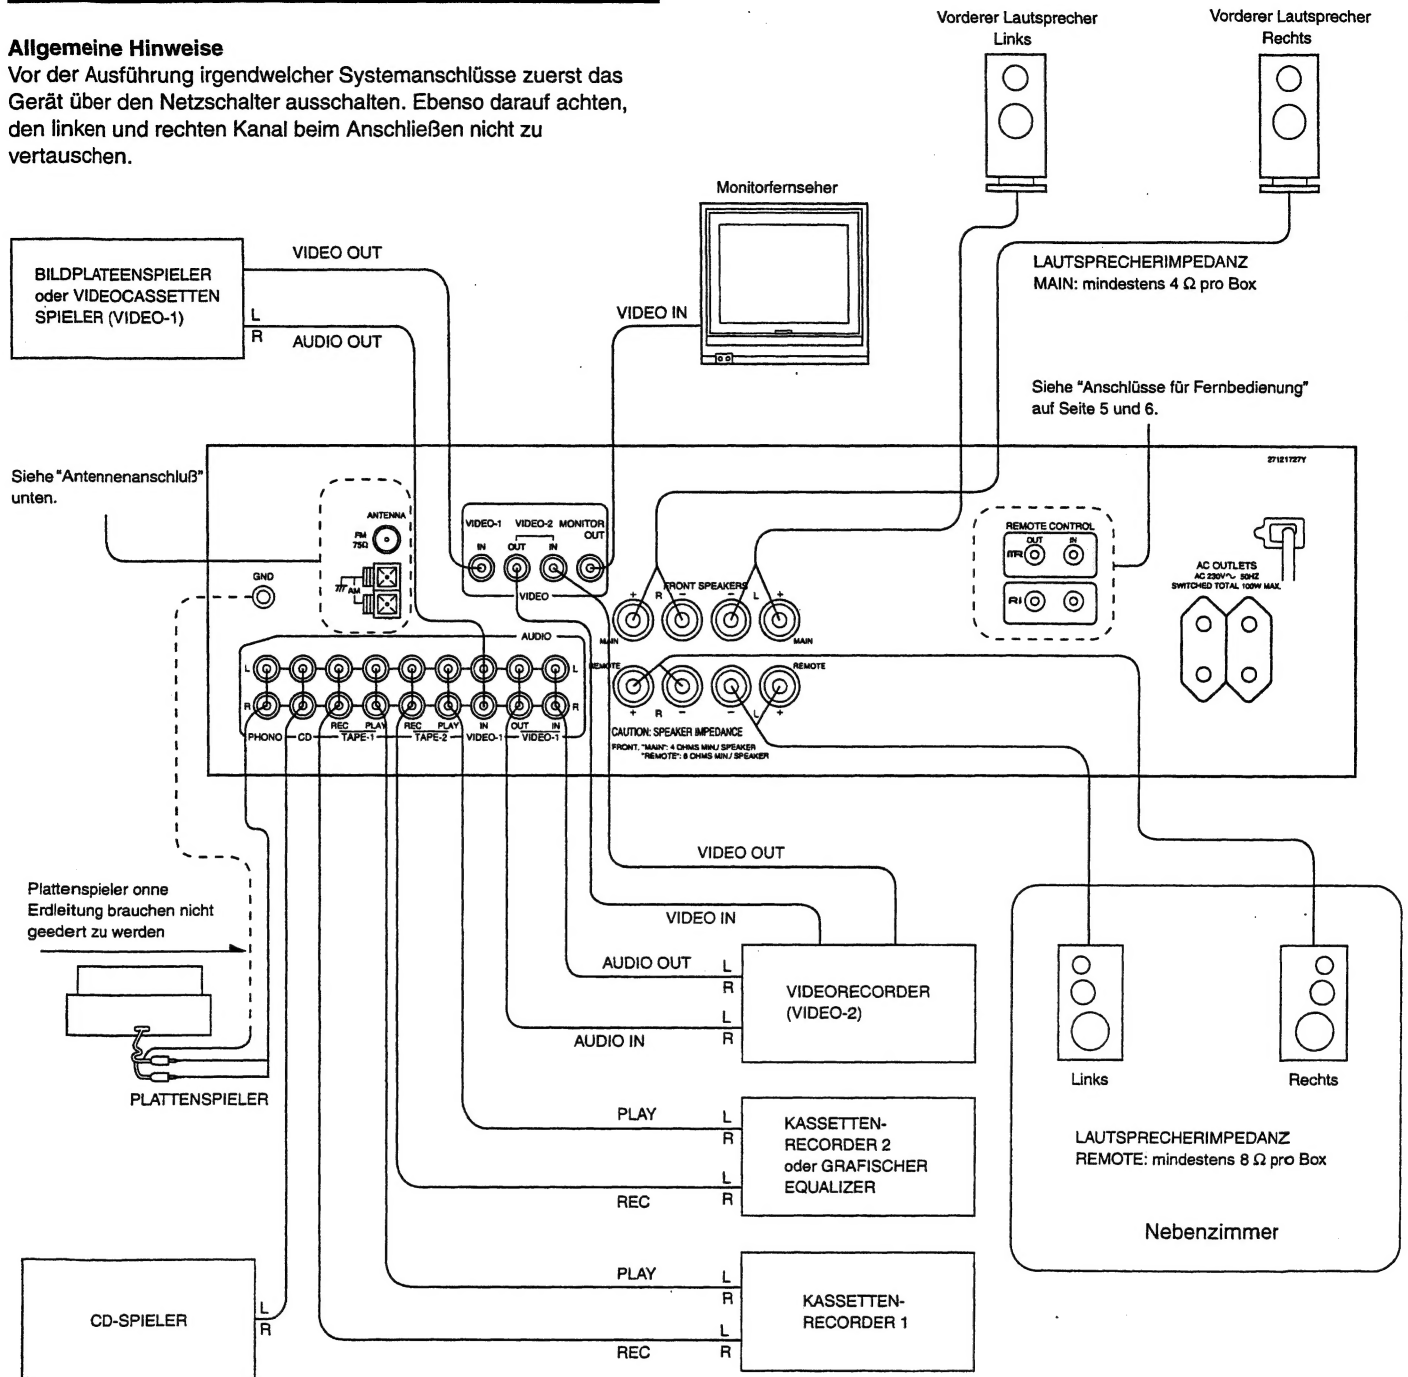 Allgemeine Hinweise
Vor der Ausführung irgendwelcher Systemanschlüsse zuerst das
Gerät über den Netzschalter ausschalten. Ebenso darauf achten,
den linken und rechten Kanal beim Anschließen nicht zu
vertauschen.
Vorderer Lautsprecher
Links
Vorderer Lautsprecher
Rechts
Monitorfernseher
BILDPLATEENSPIELER
oder VIDEOCASSETTEN
SPIELER (VIDEO-1)
VIDEO OUT
L
R
AUDIO OUT
VIDEO IN
LAUTSPRECHERIMPEDANZ
MAIN: mindestens 4 Ω pro Box
Siehe "Anschlüsse für Fernbedienung"
auf Seite 5 und 6.
Siehe "Antennenanschluß"
unten.
27121727Y
ANTENNA
FM
75Ω
AM
GND
VIDEO-1 VIDEO-2 MONITOR
OUT
IN OUT IN
VIDEO
FRONT SPEAKERS
+ R − − L +
MAIN MAIN
REMOTE REMOTE
+ R − − L +
CAUTION: SPEAKER IMPEDANCE
FRONT. "MAIN": 4 OHMS MIN./ SPEAKER
"REMOTE": 8 OHMS MIN./ SPEAKER
REMOTE CONTROL
OUT IN
IR
RI
AC OUTLETS
AC 230V∿ 50HZ
SWITCHED TOTAL 100W MAX.
AUDIO
L L
R R
REC PLAY REC PLAY IN OUT IN
PHONO CD TAPE-1 TAPE-2 VIDEO-1 VIDEO-1
Plattenspieler onne
Erdleitung brauchen nicht
geedert zu werden
PLATTENSPIELER
VIDEO OUT
VIDEO IN
AUDIO OUT
L
R
AUDIO IN
L
R
VIDEORECORDER
(VIDEO-2)
PLAY
L
R
REC
L
R
KASSETTEN-
RECORDER 2
oder GRAFISCHER
EQUALIZER
PLAY
L
R
REC
L
R
KASSETTEN-
RECORDER 1
CD-SPIELER
L
R
Links
Rechts
LAUTSPRECHERIMPEDANZ
REMOTE: mindestens 8 Ω pro Box
Nebenzimmer